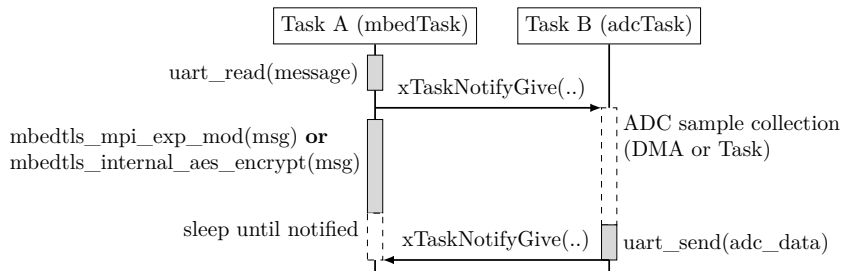 Task A (mbedTask)
Task B (adcTask)
uart_read(message)
xTaskNotifyGive(..)
mbedtls_mpi_exp_mod(msg) or
mbedtls_internal_aes_encrypt(msg)
ADC sample collection
(DMA or Task)
sleep until notified
xTaskNotifyGive(..)
uart_send(adc_data)